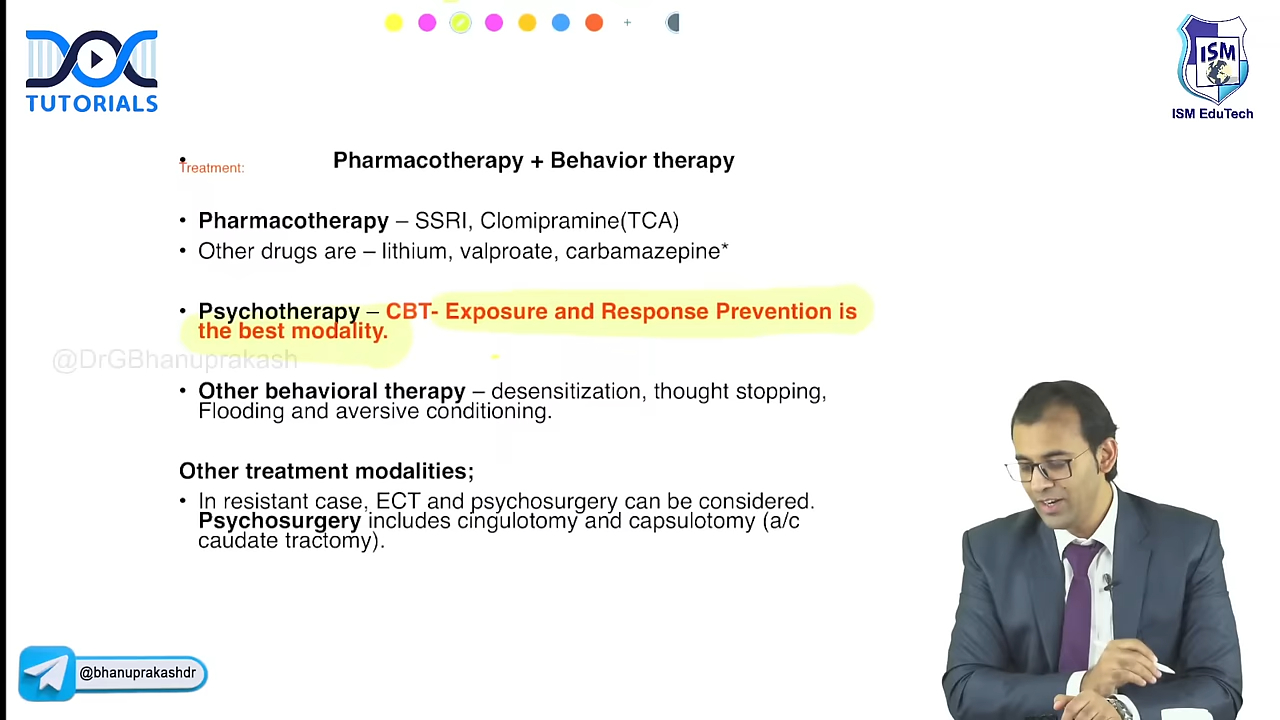 DOC
TUTORIALS
ISM
ISM EduTech
• Treatment: Pharmacotherapy + Behavior therapy
• Pharmacotherapy – SSRI, Clomipramine(TCA)
• Other drugs are – lithium, valproate, carbamazepine*
• Psychotherapy – CBT- Exposure and Response Prevention is
the best modality.
@DrGBhanuprakash
• Other behavioral therapy – desensitization, thought stopping,
Flooding and aversive conditioning.
Other treatment modalities;
• In resistant case, ECT and psychosurgery can be considered.
Psychosurgery includes cingulotomy and capsulotomy (a/c
caudate tractomy).
@bhanuprakashdr